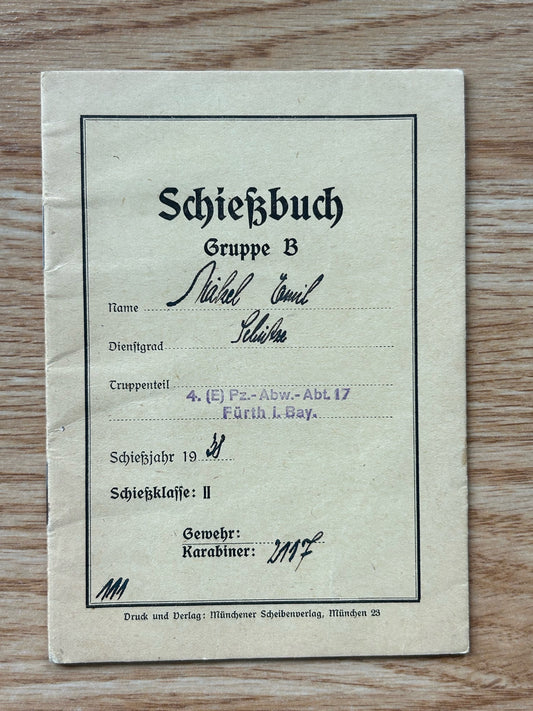 Schießbuch
Gruppe B
Name Emil
Dienstgrad Schütze
Truppenteil
4. (E) Pz.-Abw.-Abt. 17
Fürth i. Bay.
Schießjahr 1938
Schießklasse: II
Gewehr:
Karabiner: 2117
111
Druck und Verlag: Münchener Scheibenverlag, München 23